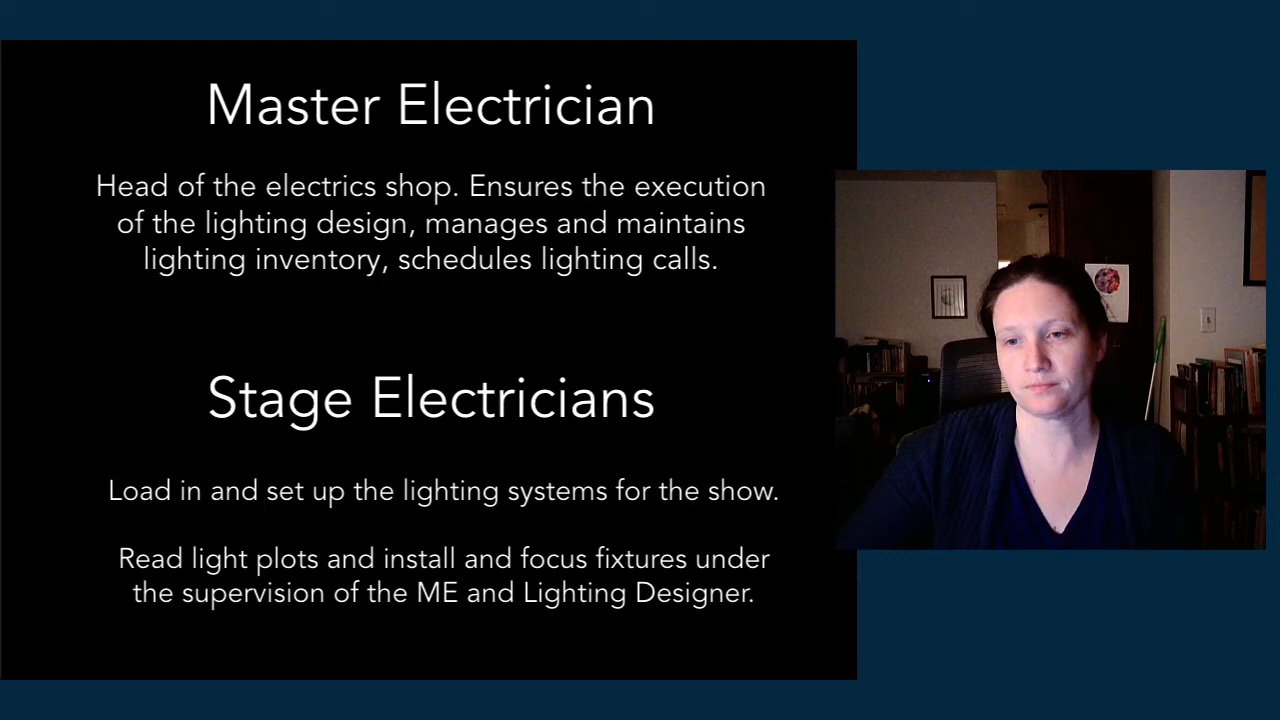 Master Electrician
Head of the electrics shop. Ensures the execution
of the lighting design, manages and maintains
lighting inventory, schedules lighting calls.
Stage Electricians
Load in and set up the lighting systems for the show.
Read light plots and install and focus fixtures under
the supervision of the ME and Lighting Designer.